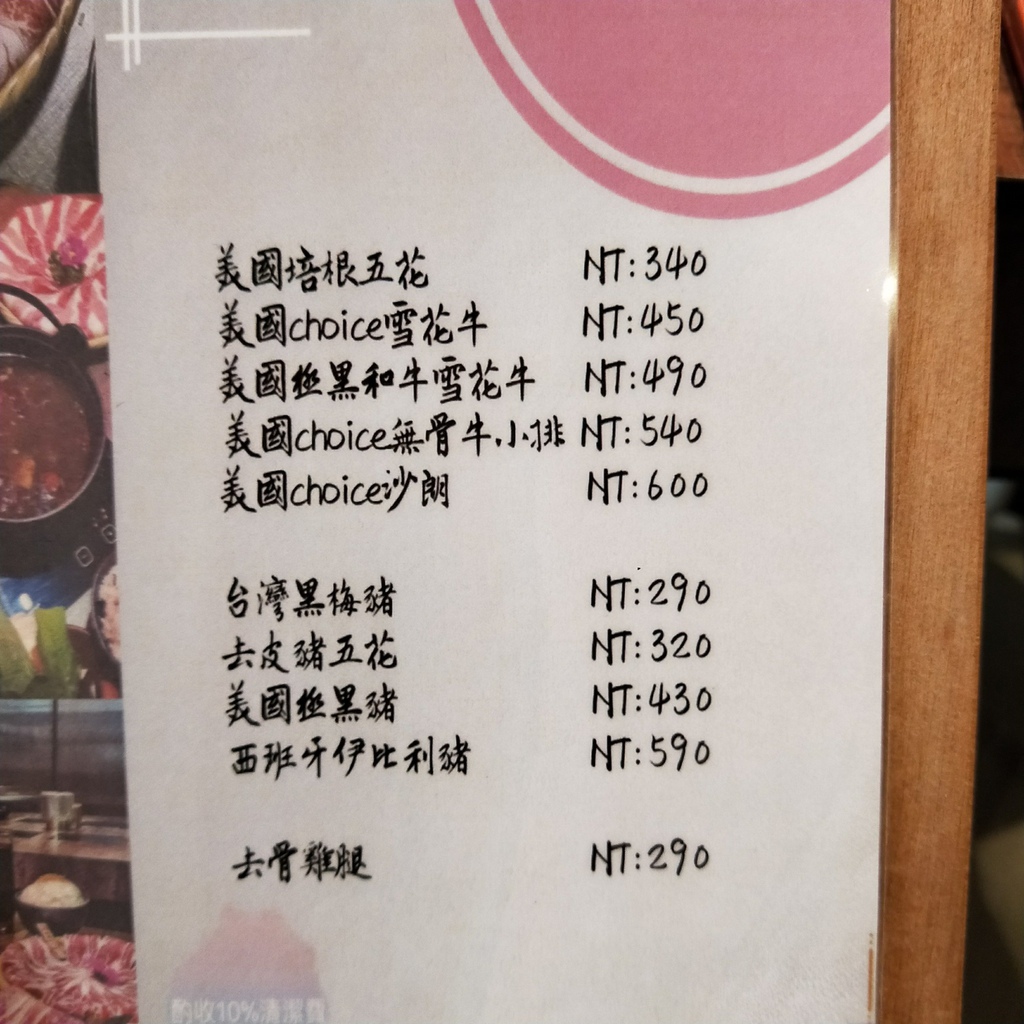 美國培根五花 NT:340
美國choice雪花牛 NT:450
美國極黑和牛雪花牛 NT:490
美國choice無骨牛小排 NT:540
美國choice沙朗 NT:600
台灣黑梅豬 NT:290
去皮豬五花 NT:320
美國極黑豬 NT:430
西班牙伊比利豬 NT:590
去骨雞腿 NT:290
酌收10%清潔費